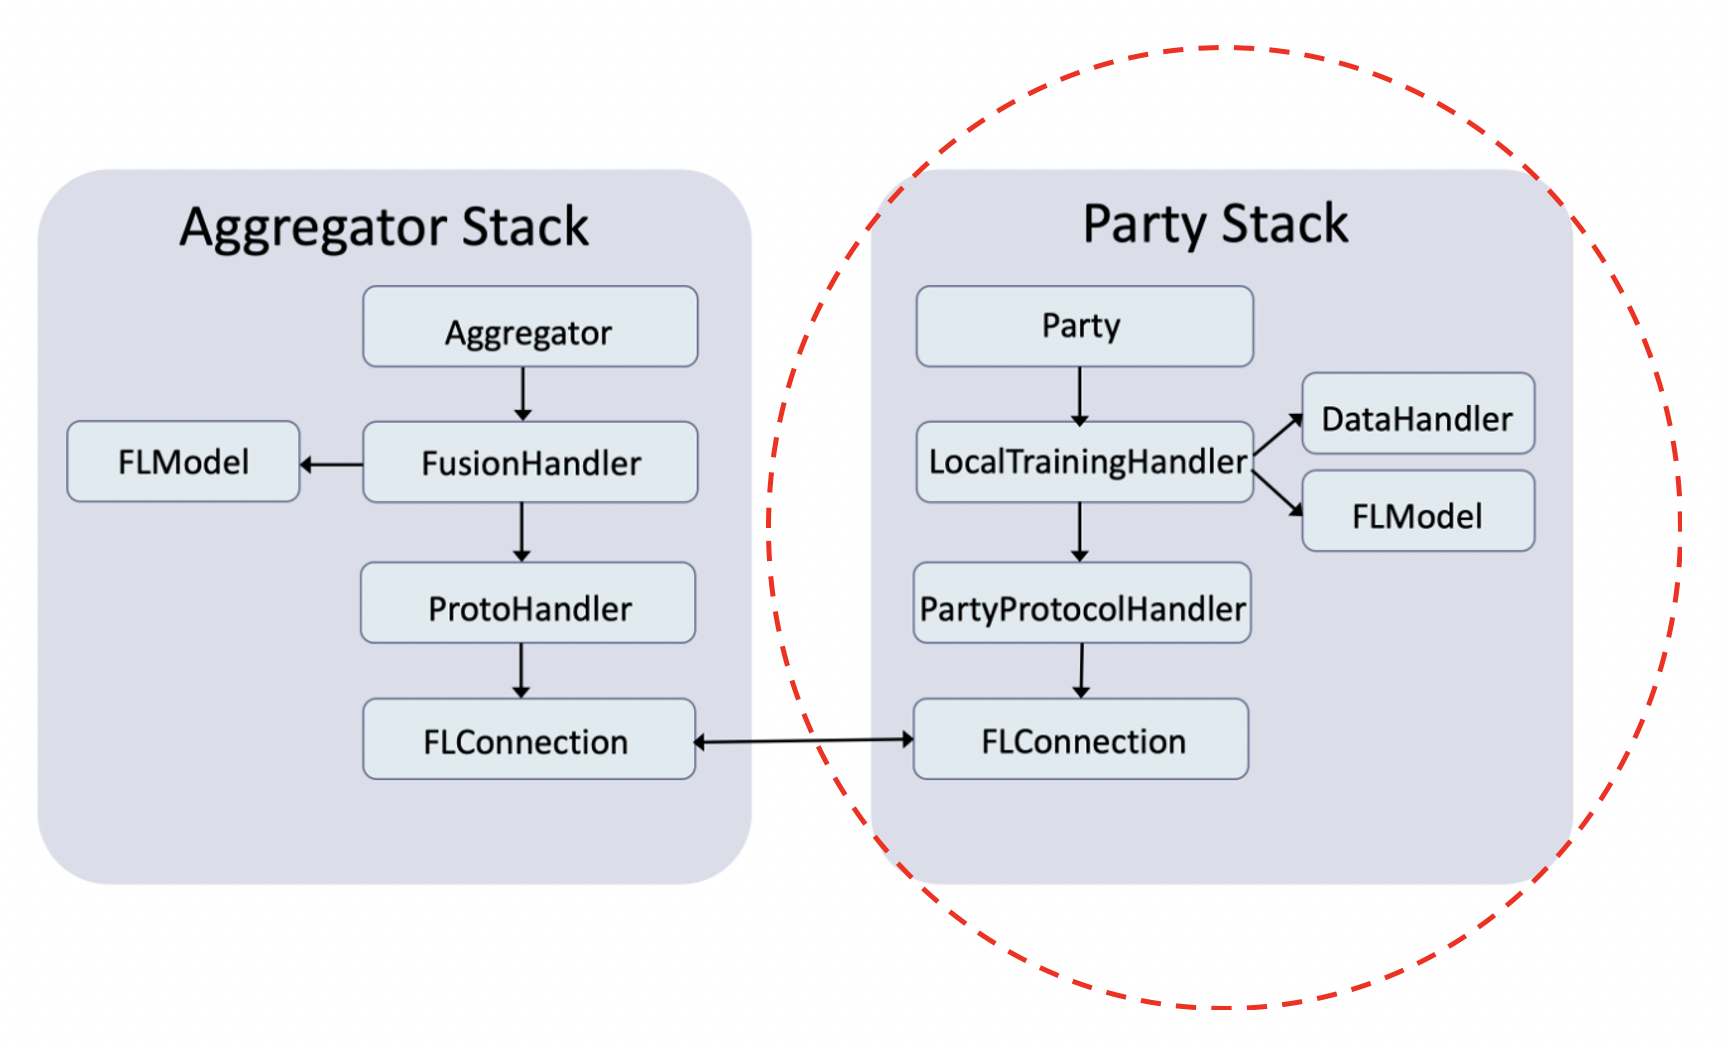 Aggregator Stack
Aggregator
FLModel
FusionHandler
ProtoHandler
FLConnection
Party Stack
Party
LocalTrainingHandler
DataHandler
FLModel
PartyProtocolHandler
FLConnection